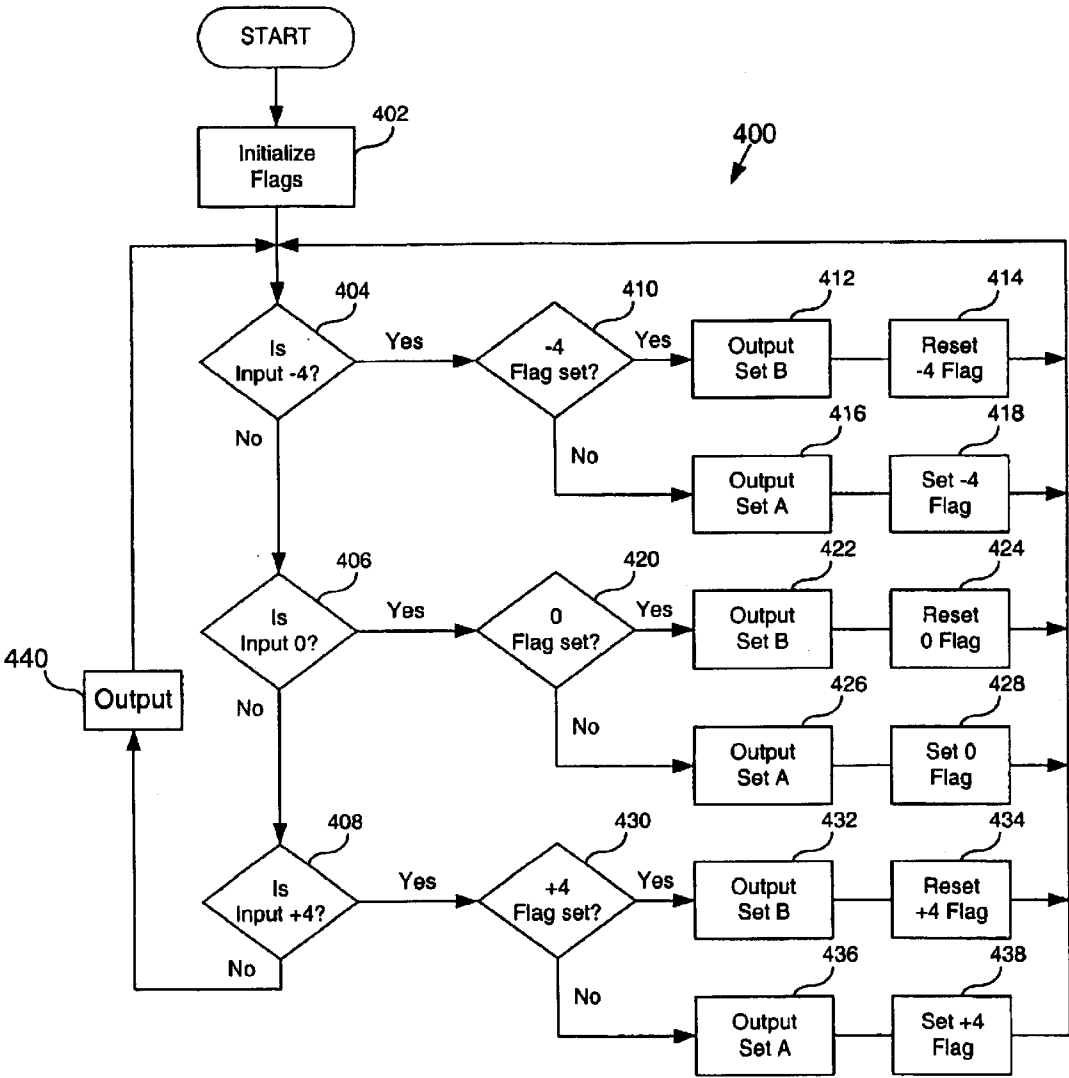 START
402
Initialize
Flags
400
404
Is
Input -4?
Yes
No
410
-4
Flag set?
Yes
No
412
Output
Set B
414
Reset
-4 Flag
416
Output
Set A
418
Set -4
Flag
406
Is
Input 0?
Yes
No
420
0
Flag set?
Yes
No
422
Output
Set B
424
Reset
0 Flag
426
Output
Set A
428
Set 0
Flag
440
Output
408
Is
Input +4?
Yes
No
430
+4
Flag set?
Yes
No
432
Output
Set B
434
Reset
+4 Flag
436
Output
Set A
438
Set +4
Flag